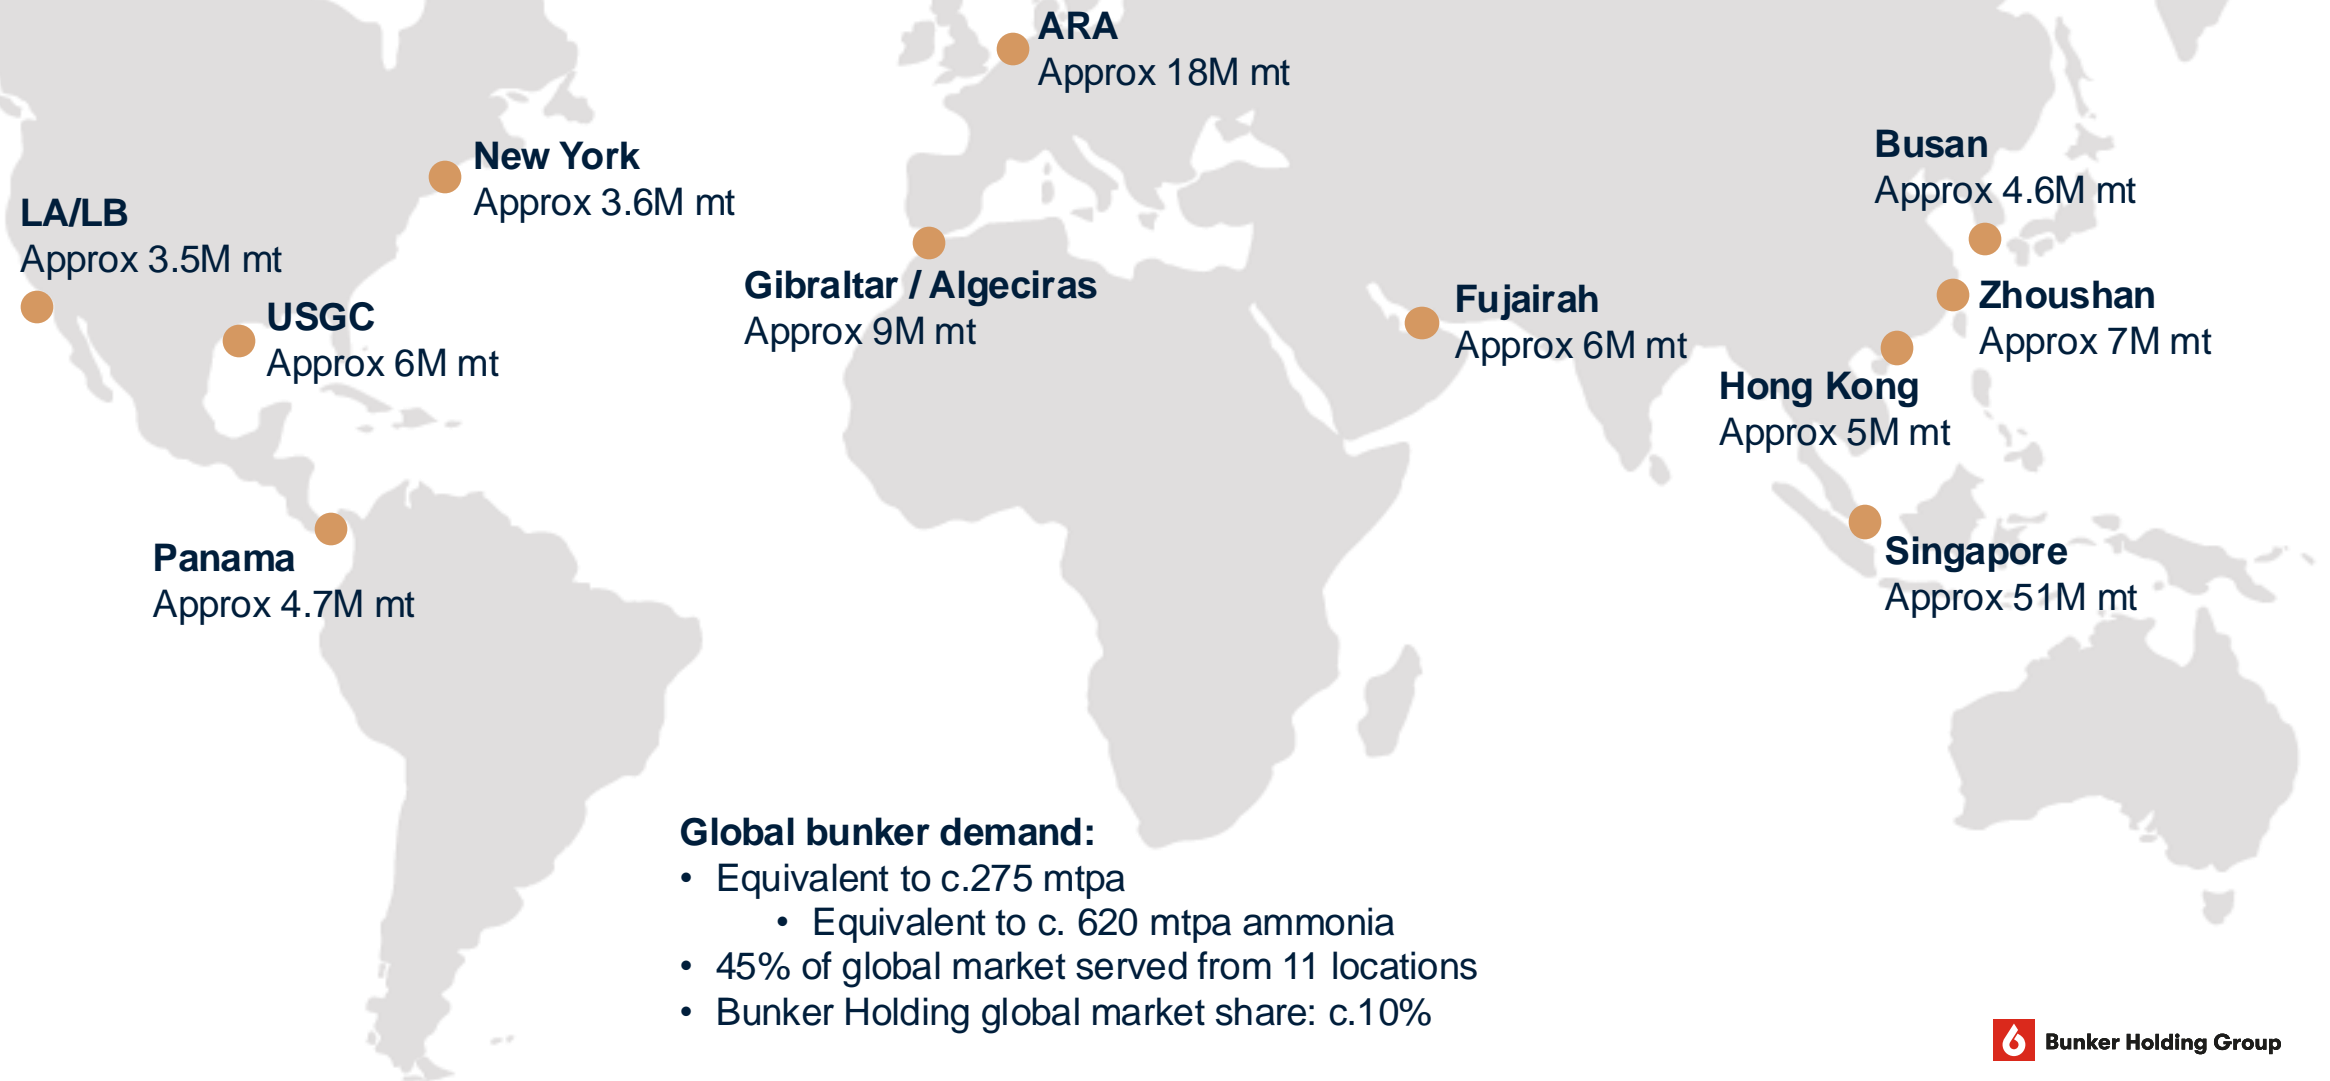 ARA
Approx 18M mt
New York
Approx 3.6M mt
Busan
Approx 4.6M mt
LA/LB
Approx 3.5M mt
USGC
Approx 6M mt
Gibraltar / Algeciras
Approx 9M mt
Fujairah
Approx 6M mt
Zhoushan
Approx 7M mt
Hong Kong
Approx 5M mt
Panama
Approx 4.7M mt
Singapore
Approx 51M mt
Global bunker demand:
• Equivalent to c.275 mtpa
• Equivalent to c. 620 mtpa ammonia
• 45% of global market served from 11 locations
• Bunker Holding global market share: c.10%
Bunker Holding Group